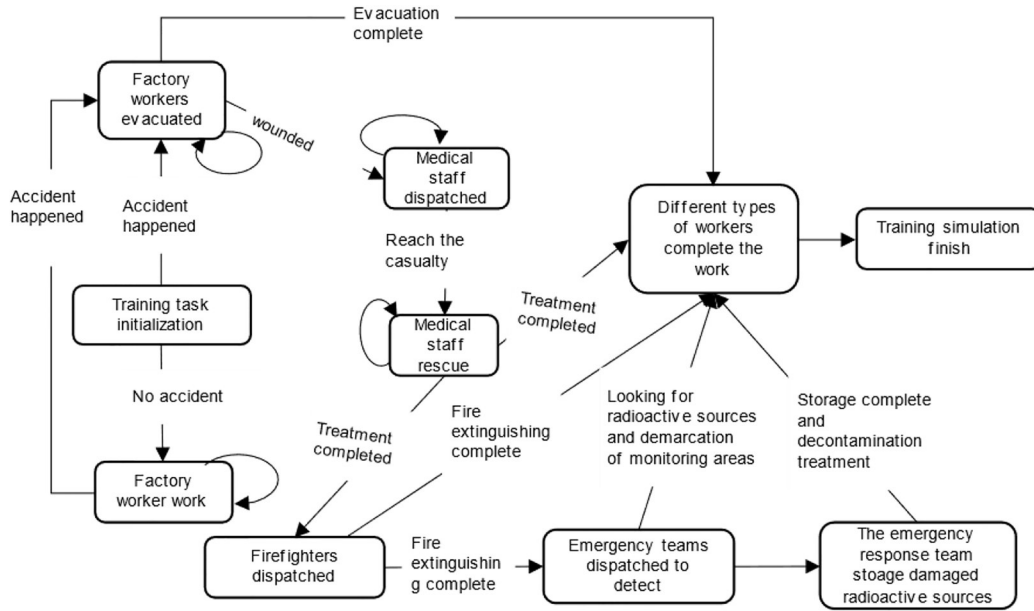 Evacuation
complete
Factory
workers
evacuated
wounded
Medical
staff
dispatched
Accident
happened
Accident
happened
Different types
of workers
complete the
work
Training simulation
finish
Reach the
casualty
Training task
initialization
Treatment
completed
Medical
staff
rescue
No accident
Treatment
completed
Fire
extinguishing
complete
Looking for
radioactive sources
and demarcation
of monitoring areas
Storage complete
and
decontamination
treatment
Factory
worker work
Firefighters
dispatched
Fire
extinguishin
g complete
Emergency teams
dispatched to
detect
The emergency
response team
stoage damaged
radioactive sources